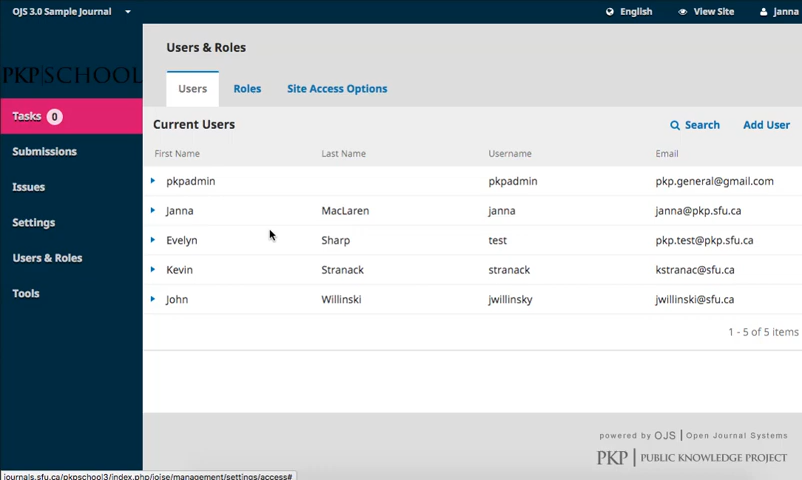 OJS 3.0 Sample Journal
English View Site janna
PKP|SCHOOL
Tasks 0
Submissions
Issues
Settings
Users & Roles
Tools
Users & Roles
Users Roles Site Access Options
Current Users Search Add User
First Name Last Name Username Email
pkpadmin pkpadmin pkp.general@gmail.com
Janna MacLaren janna janna@pkp.sfu.ca
Evelyn Sharp test pkp.test@pkp.sfu.ca
Kevin Stranack stranack kstranac@sfu.ca
John Willinski jwillinsky jwillinski@sfu.ca
1 - 5 of 5 items
powered by OJS | Open Journal Systems
PKP | PUBLIC KNOWLEDGE PROJECT
journals.sfu.ca/pkpschool3/index.php/jojse/management/settings/access#